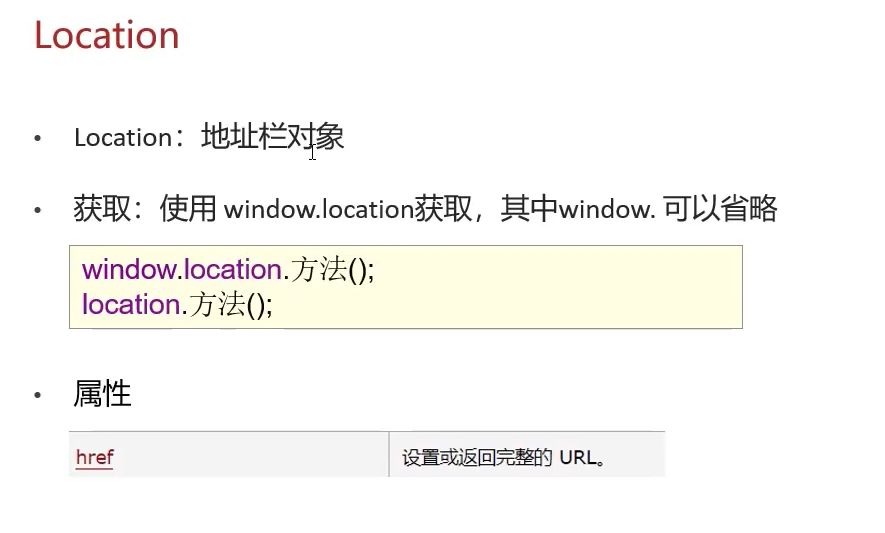 Location
• Location：地址栏对象
• 获取：使用 window.location获取，其中window. 可以省略
window.location.方法();
location.方法();
• 属性
href 设置或返回完整的 URL。